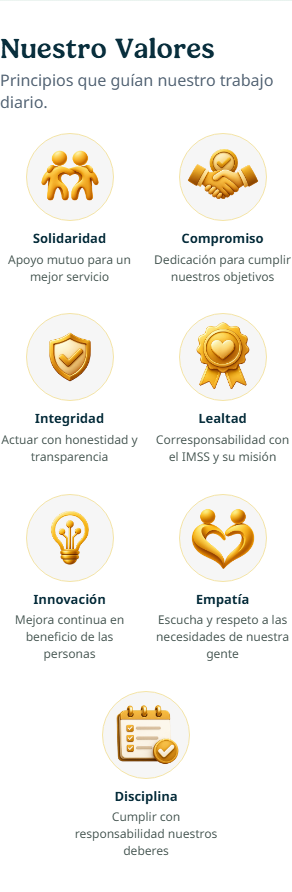 Nuestro Valores
Principios que guían nuestro trabajo
diario.
Solidaridad
Apoyo mutuo para un
mejor servicio
Compromiso
Dedicación para cumplir
nuestros objetivos
Integridad
Actuar con honestidad y
transparencia
Lealtad
Corresponsabilidad con
el IMSS y su misión
Innovación
Mejora continua en
beneficio de las
personas
Empatía
Escucha y respeto a las
necesidades de nuestra
gente
Disciplina
Cumplir con
responsabilidad nuestros
deberes